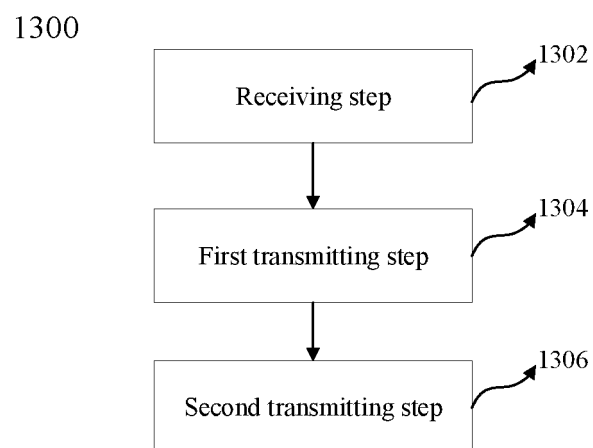 1300
1302
Receiving step
1304
First transmitting step
1306
Second transmitting step